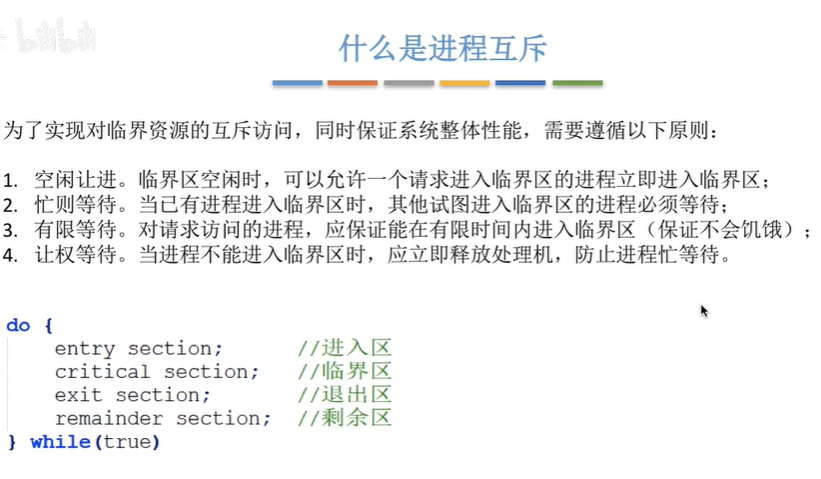 什么是进程互斥
为了实现对临界资源的互斥访问，同时保证系统整体性能，需要遵循以下原则：
1. 空闲让进。临界区空闲时，可以允许一个请求进入临界区的进程立即进入临界区；
2. 忙则等待。当已有进程进入临界区时，其他试图进入临界区的进程必须等待；
3. 有限等待。对请求访问的进程，应保证能在有限时间内进入临界区（保证不会饥饿）；
4. 让权等待。当进程不能进入临界区时，应立即释放处理机，防止进程忙等待。
do {
entry section; //进入区
critical section; //临界区
exit section; //退出区
remainder section; //剩余区
} while(true)